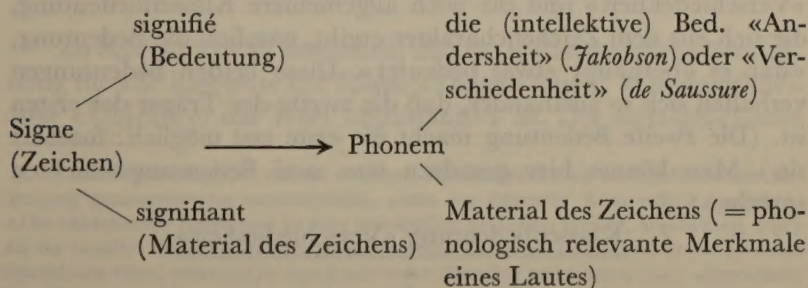 signifié
(Bedeutung)
die (intellektive) Bed. «An-
dersheit» (Jakobson) oder «Ver-
schiedenheit» (de Saussure)
Signe
(Zeichen)
Phonem
signifiant
(Material des Zeichens)
Material des Zeichens (= pho-
nologisch relevante Merkmale
eines Lautes)